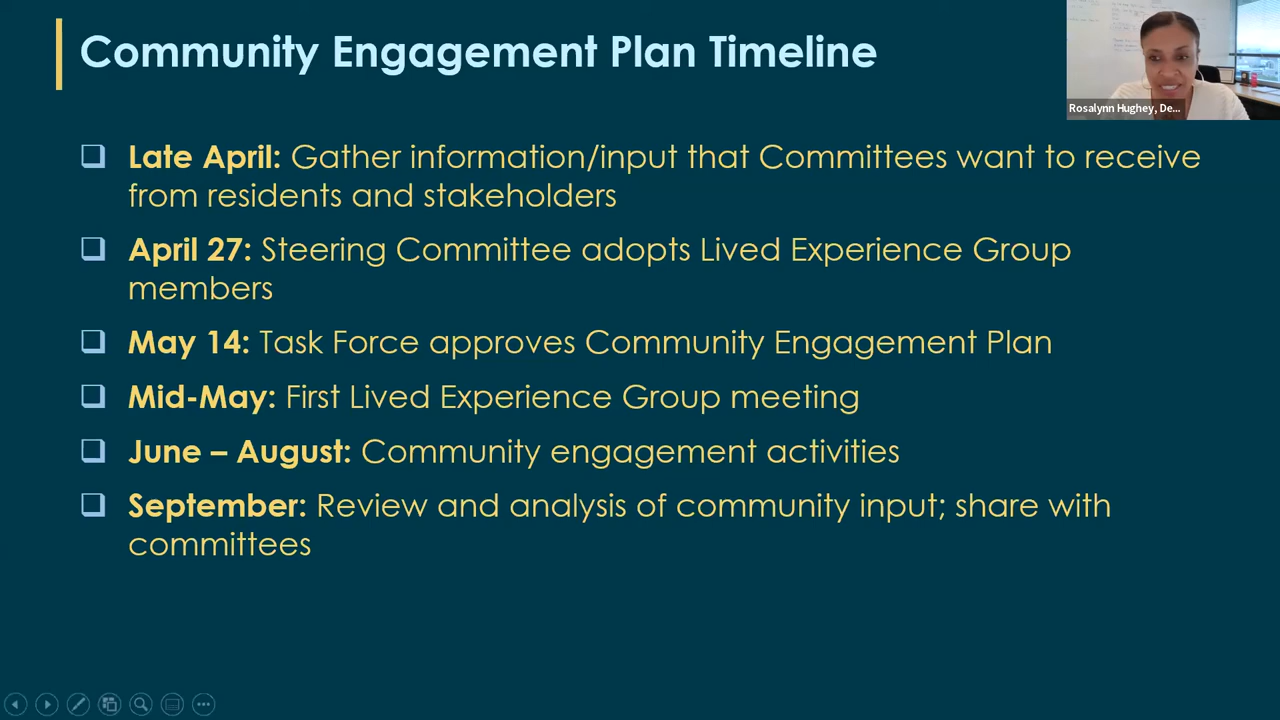 Community Engagement Plan Timeline
Rosalynn Hughey, De...
Late April: Gather information/input that Committees want to receive
from residents and stakeholders
April 27: Steering Committee adopts Lived Experience Group
members
May 14: Task Force approves Community Engagement Plan
Mid-May: First Lived Experience Group meeting
June – August: Community engagement activities
September: Review and analysis of community input; share with
committees